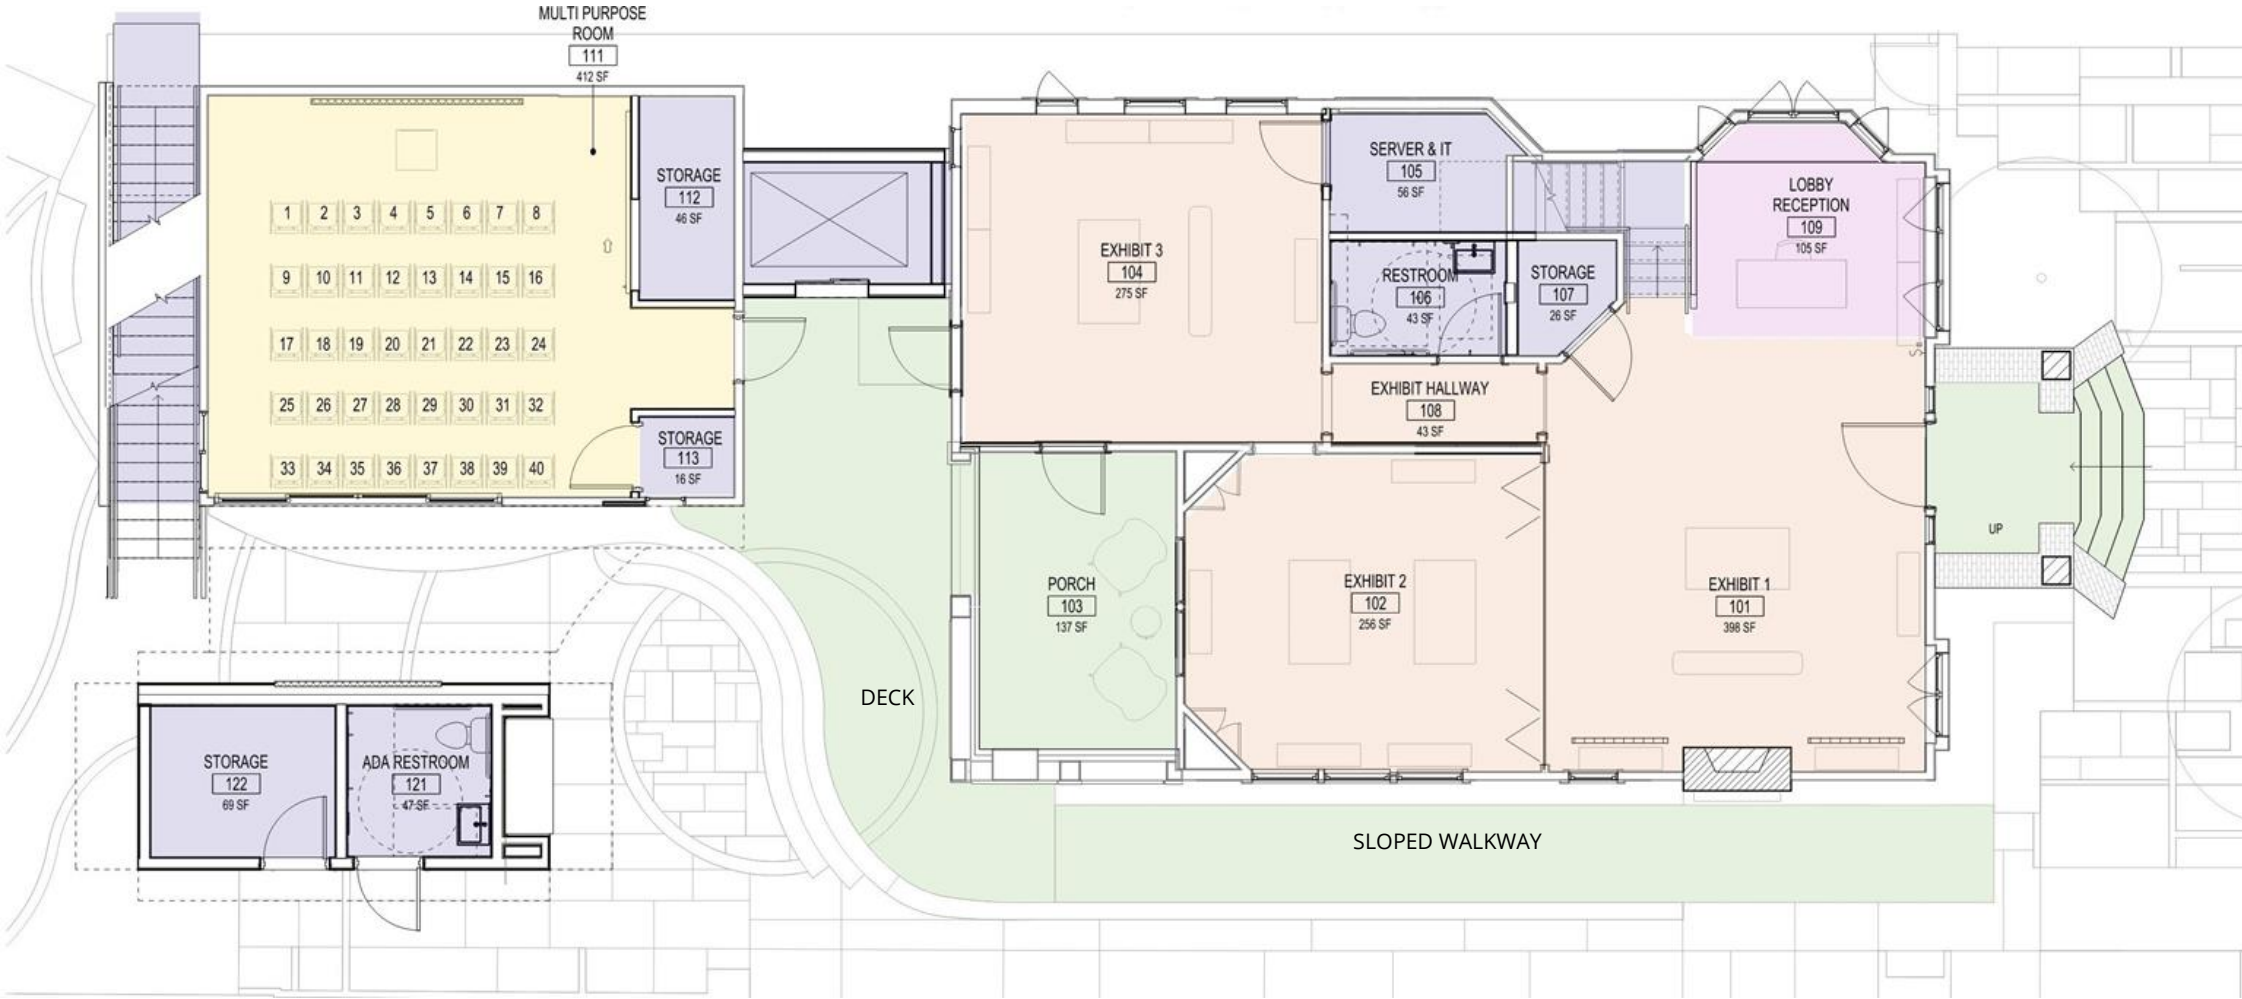 MULTI PURPOSE
ROOM
111
412 SF
STORAGE
112
46 SF
1 2 3 4 5 6 7 8
9 10 11 12 13 14 15 16
17 18 19 20 21 22 23 24
25 26 27 28 29 30 31 32
33 34 35 36 37 38 39 40
STORAGE
113
16 SF
EXHIBIT 3
104
275 SF
SERVER & IT
105
56 SF
LOBBY
RECEPTION
109
105 SF
RESTROOM
106
43 SF
STORAGE
107
26 SF
EXHIBIT HALLWAY
108
43 SF
UP
PORCH
103
137 SF
EXHIBIT 2
102
256 SF
EXHIBIT 1
101
398 SF
DECK
STORAGE
122
69 SF
ADA RESTROOM
121
47 SF
SLOPED WALKWAY